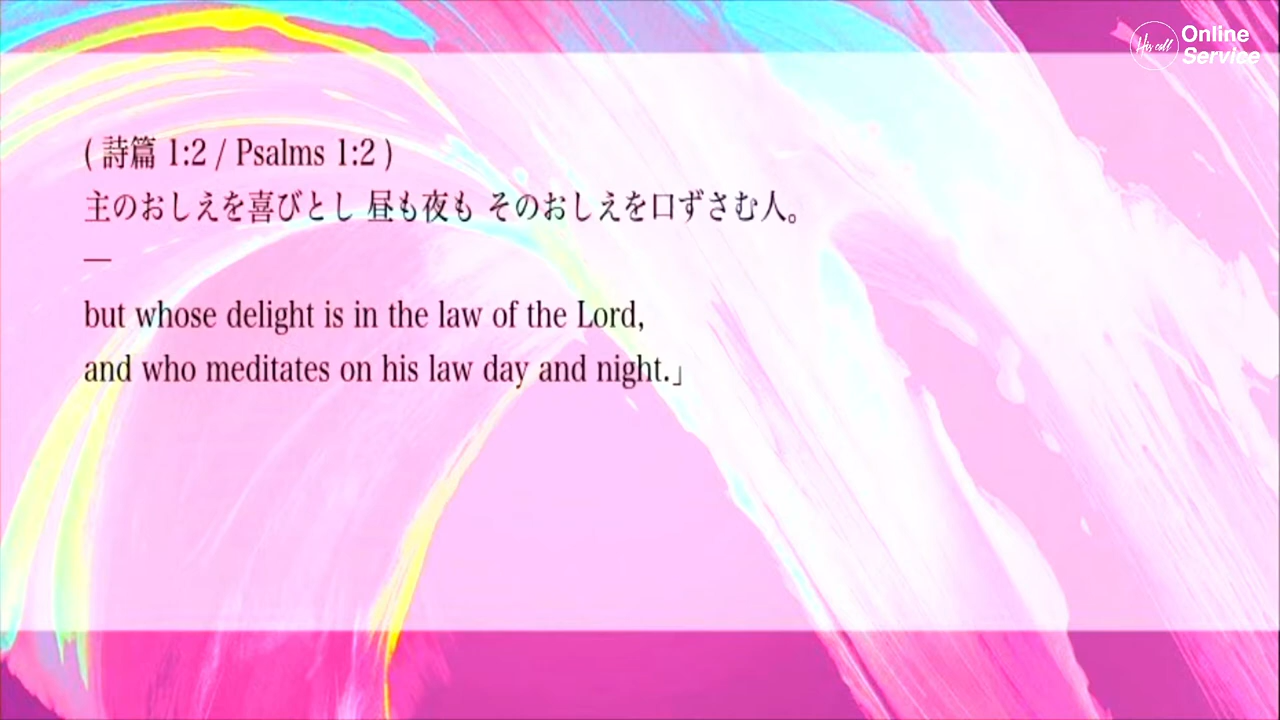 His call
Online
Service
( 詩篇 1:2 / Psalms 1:2 )
主のおしえを喜びとし 昼も夜も そのおしえを口ずさむ人。
—
but whose delight is in the law of the Lord,
and who meditates on his law day and night.」